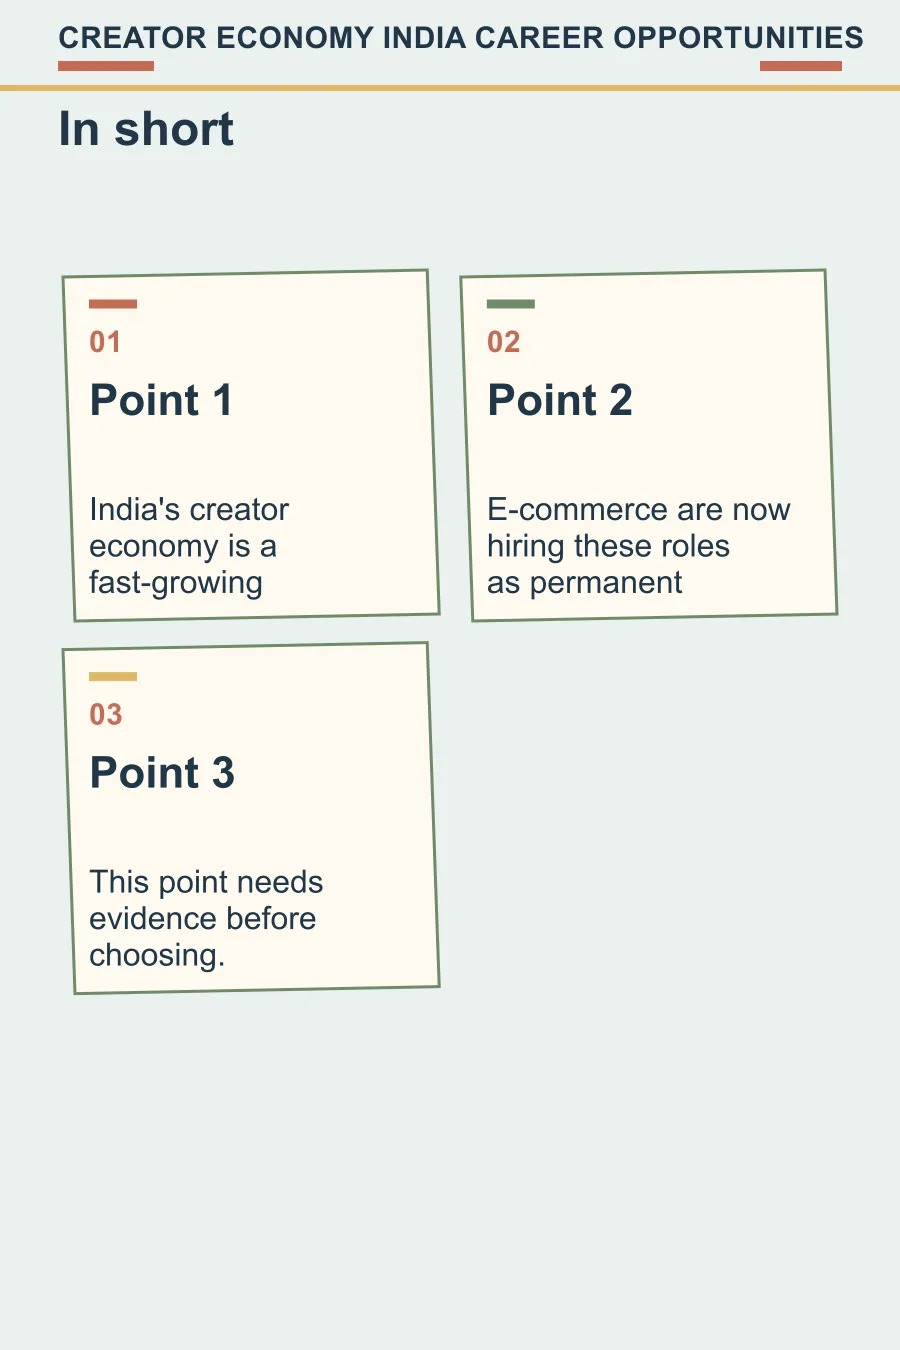 CREATOR ECONOMY INDIA CAREER OPPORTUNITIES
In short
01
Point 1
India's creator
economy is a
fast-growing
02
Point 2
E-commerce are now
hiring these roles
as permanent
03
Point 3
This point needs
evidence before
choosing.